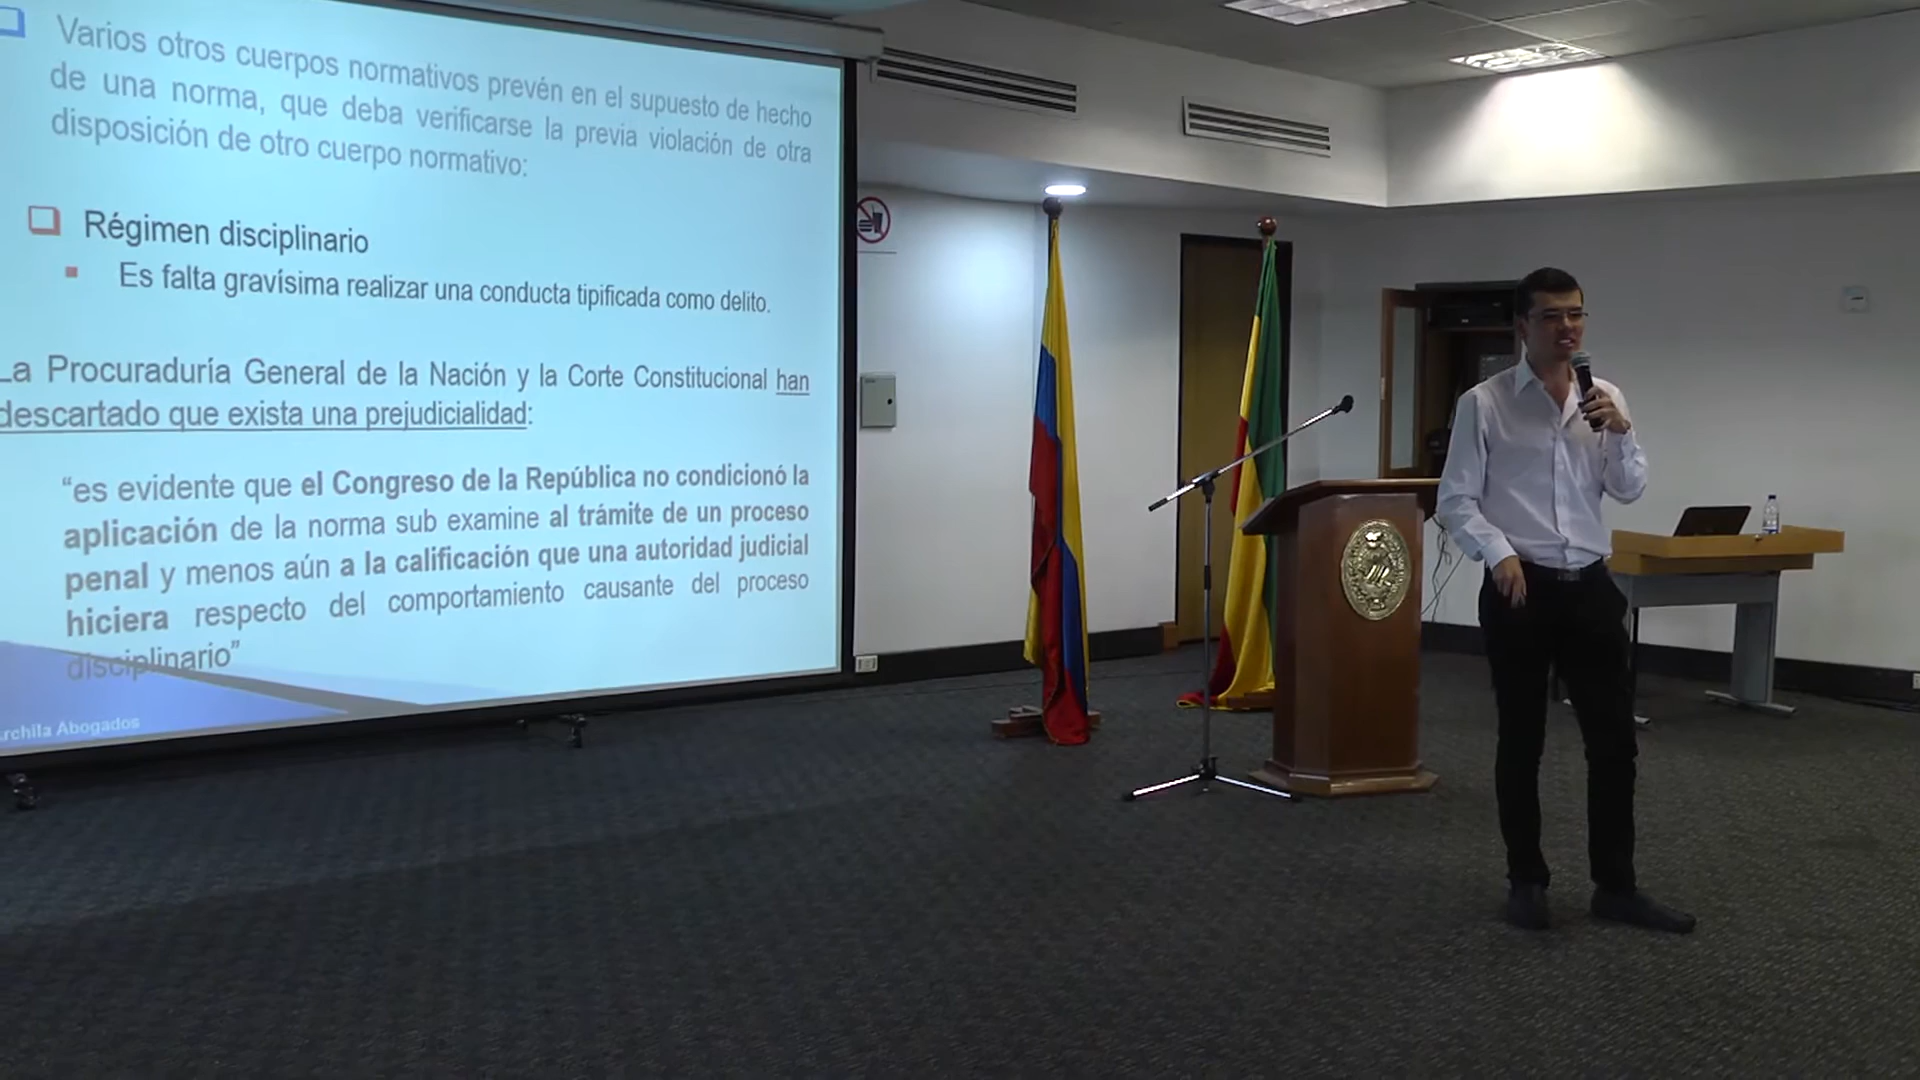 Varios otros cuerpos normativos prevén en el supuesto de hecho
de una norma, que deba verificarse la previa violación de otra
disposición de otro cuerpo normativo:
Régimen disciplinario
Es falta gravísima realizar una conducta tipificada como delito.
La Procuraduría General de la Nación y la Corte Constitucional han
descartado que exista una prejudicialidad:
“es evidente que el Congreso de la República no condicionó la
aplicación de la norma sub examine al trámite de un proceso
penal y menos aún a la calificación que una autoridad judicial
hiciera respecto del comportamiento causante del proceso
disciplinario”
Archila Abogados